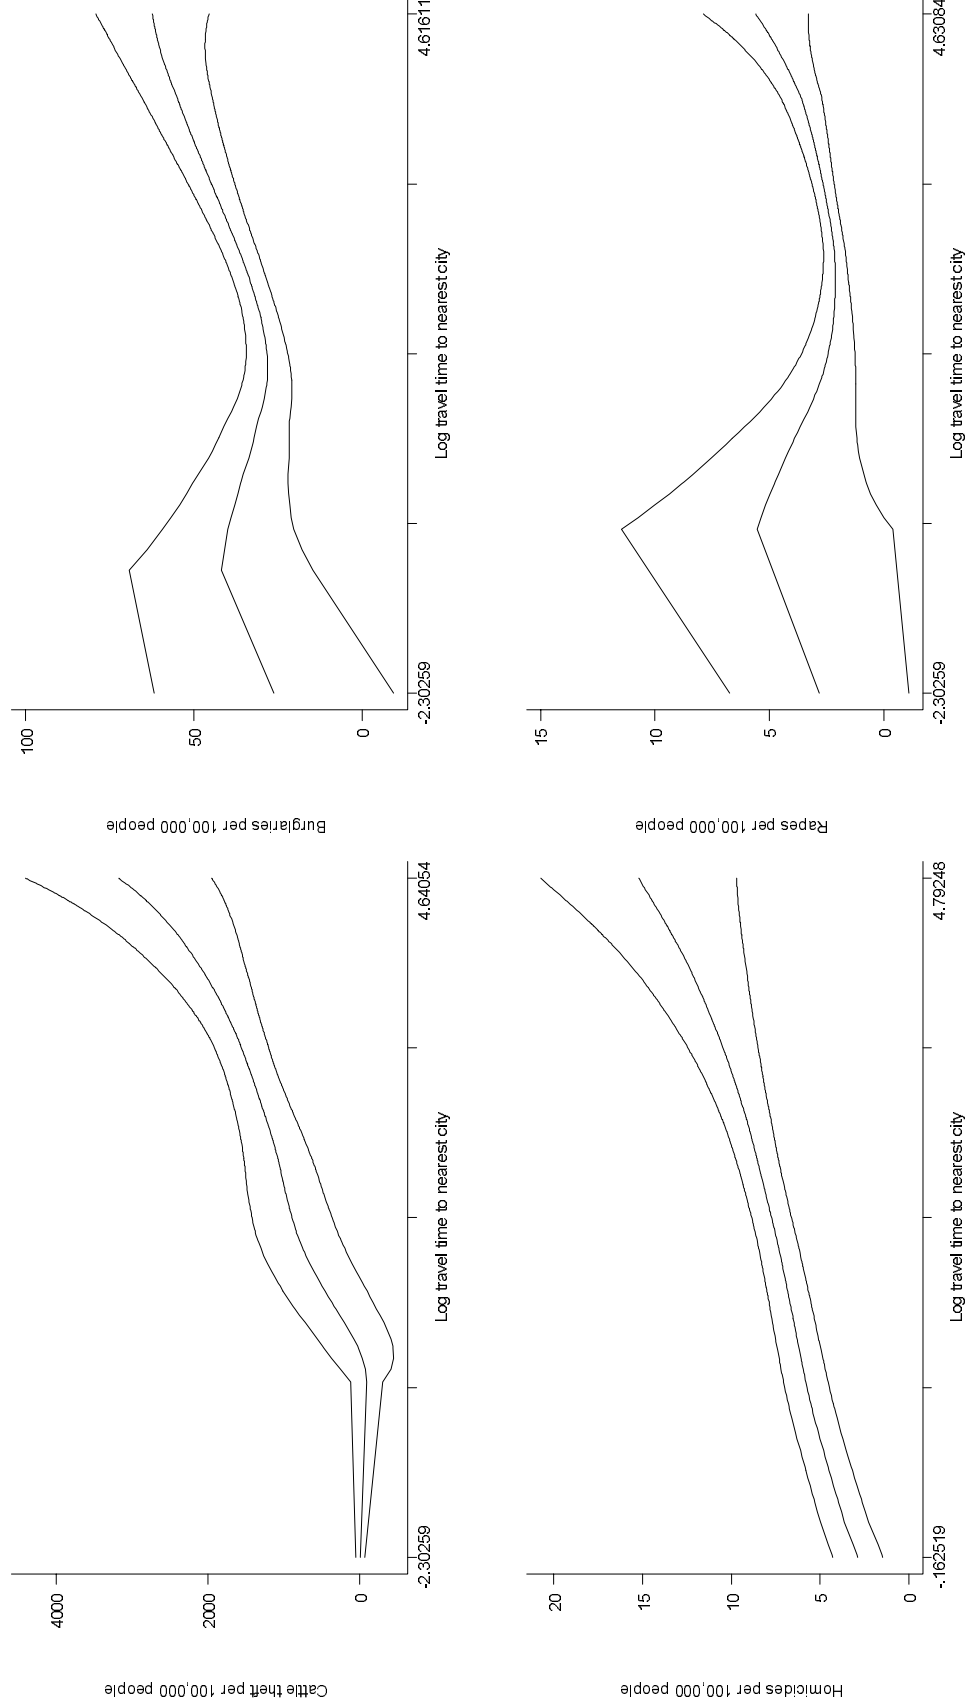 Cattle theft per 100,000 people
4000
2000
0
-2.30259
4.64054
Log travel time to nearest city
Burglaries per 100,000 people
100
50
0
-2.30259
4.61611
Log travel time to nearest city
Homicides per 100,000 people
20
15
10
5
0
-.162519
4.79248
Log travel time to nearest city
Rapes per 100,000 people
15
10
5
0
-2.30259
4.63084
Log travel time to nearest city